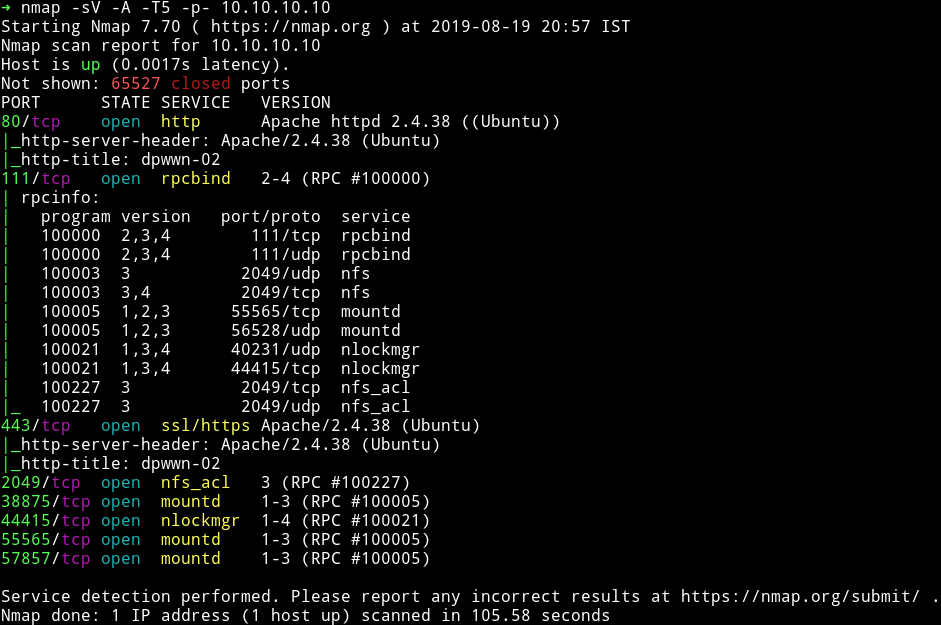 → nmap -sV -A -T5 -p- 10.10.10.10
Starting Nmap 7.70 ( https://nmap.org ) at 2019-08-19 20:57 IST
Nmap scan report for 10.10.10.10
Host is up (0.0017s latency).
Not shown: 65527 closed ports
PORT      STATE SERVICE   VERSION
80/tcp    open  http      Apache httpd 2.4.38 ((Ubuntu))
|_http-server-header: Apache/2.4.38 (Ubuntu)
|_http-title: dpwwn-02
111/tcp   open  rpcbind   2-4 (RPC #100000)
| rpcinfo:
|   program version   port/proto  service
|   100000  2,3,4        111/tcp  rpcbind
|   100000  2,3,4        111/udp  rpcbind
|   100003  3           2049/udp  nfs
|   100003  3,4         2049/tcp  nfs
|   100005  1,2,3      55565/tcp  mountd
|   100005  1,2,3      56528/udp  mountd
|   100021  1,3,4      40231/udp  nlockmgr
|   100021  1,3,4      44415/tcp  nlockmgr
|   100227  3           2049/tcp  nfs_acl
|_  100227  3           2049/udp  nfs_acl
443/tcp   open  ssl/https Apache/2.4.38 (Ubuntu)
|_http-server-header: Apache/2.4.38 (Ubuntu)
|_http-title: dpwwn-02
2049/tcp  open  nfs_acl   3 (RPC #100227)
38875/tcp open  mountd    1-3 (RPC #100005)
44415/tcp open  nlockmgr  1-4 (RPC #100021)
55565/tcp open  mountd    1-3 (RPC #100005)
57857/tcp open  mountd    1-3 (RPC #100005)
Service detection performed. Please report any incorrect results at https://nmap.org/submit/ .
Nmap done: 1 IP address (1 host up) scanned in 105.58 seconds